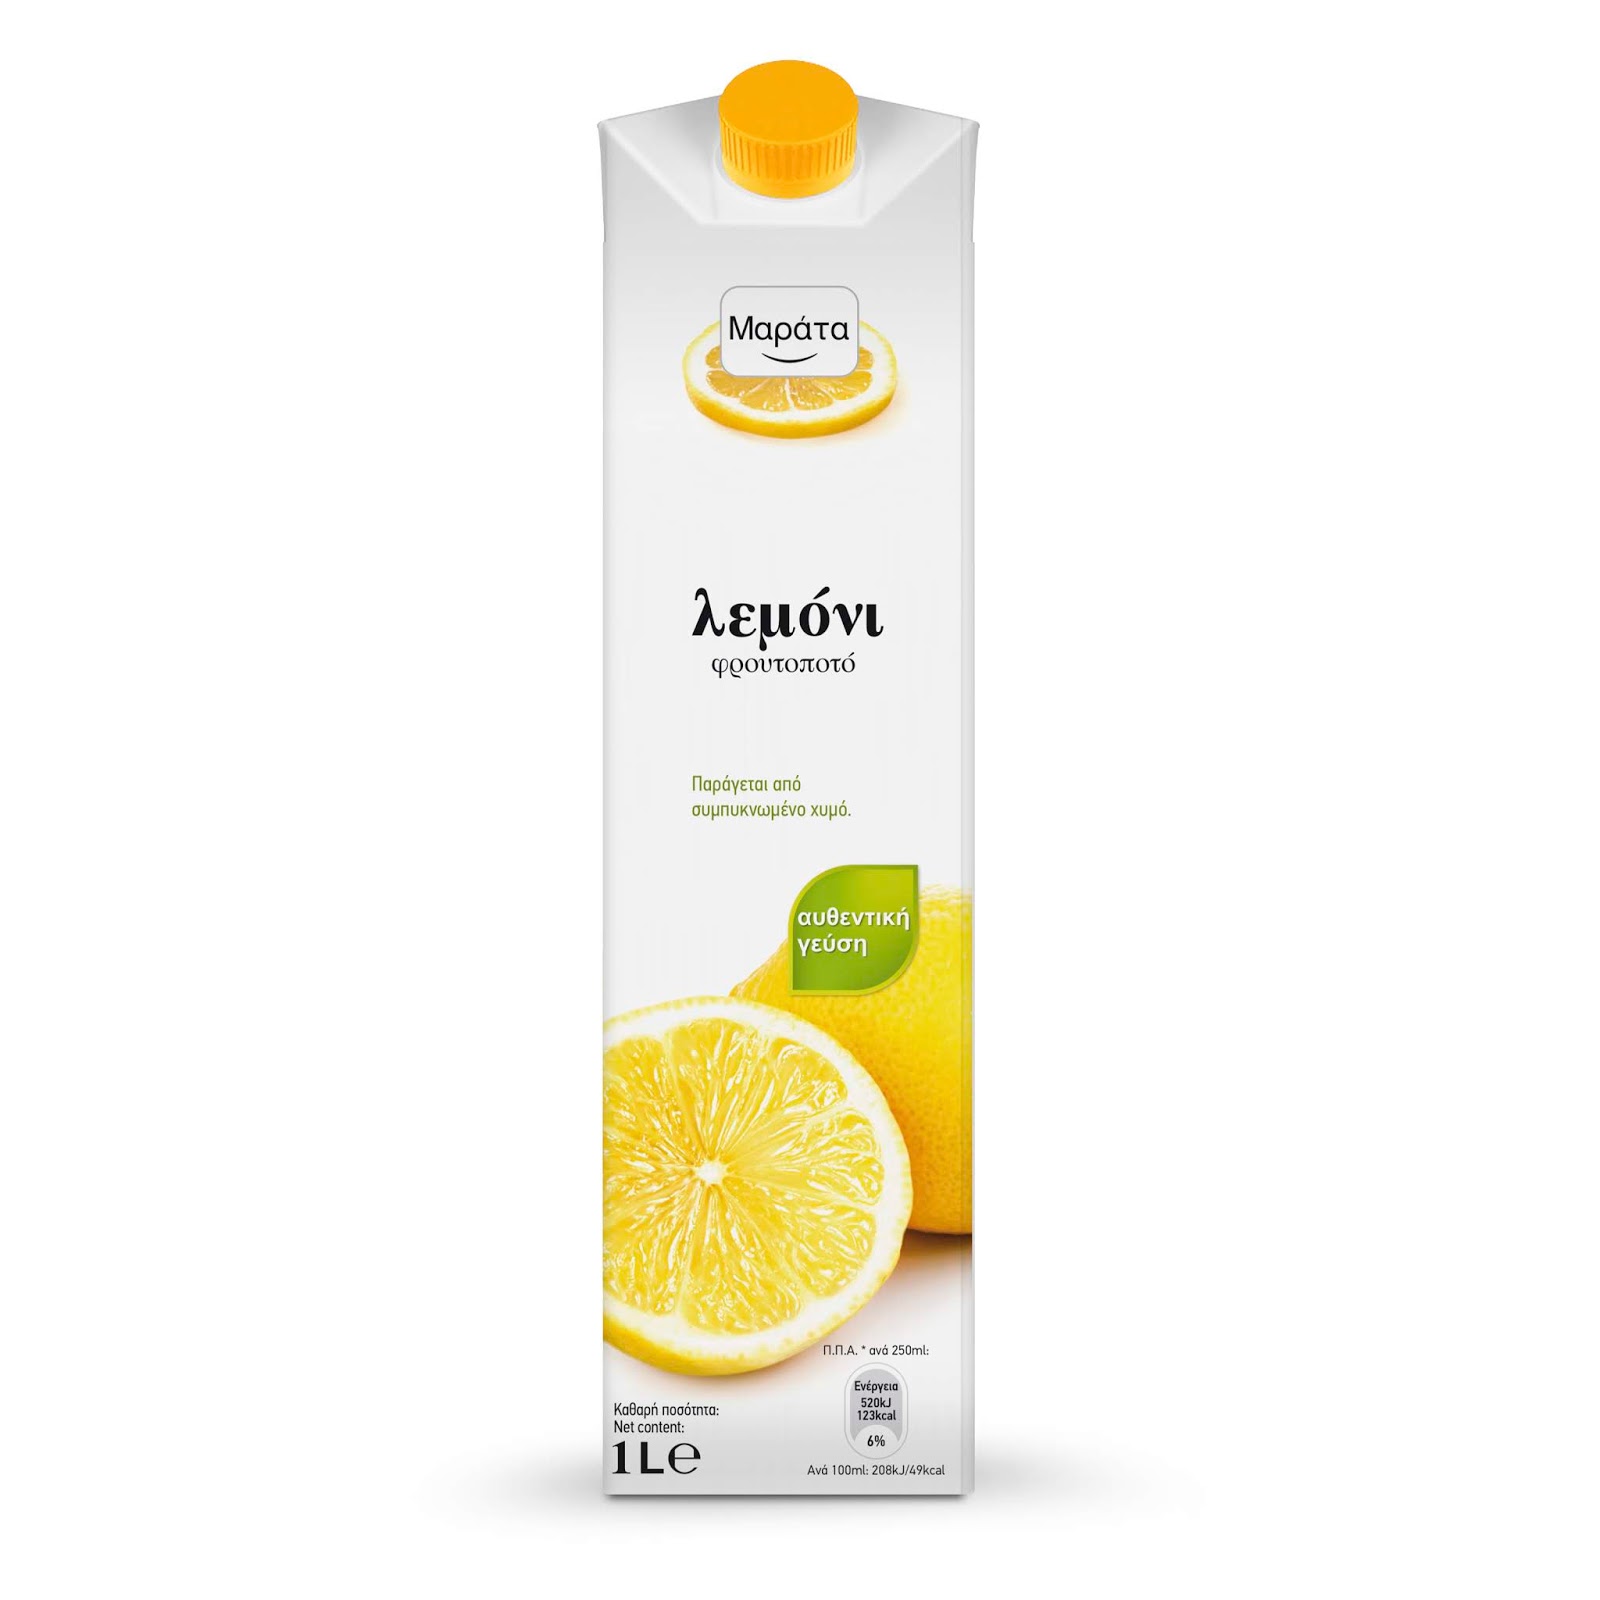 Μαράτα
λεμόνι
φρουτοποτό
Παράγεται από
συμπυκνωμένο χυμό.
αυθεντική
γεύση
Π.Π.Α. * ανά 250ml:
Ενέργεια
520kJ
123kcal
6%
Ανά 100ml: 208kJ/49kcal
Καθαρή ποσότητα:
Net content:
1L℮